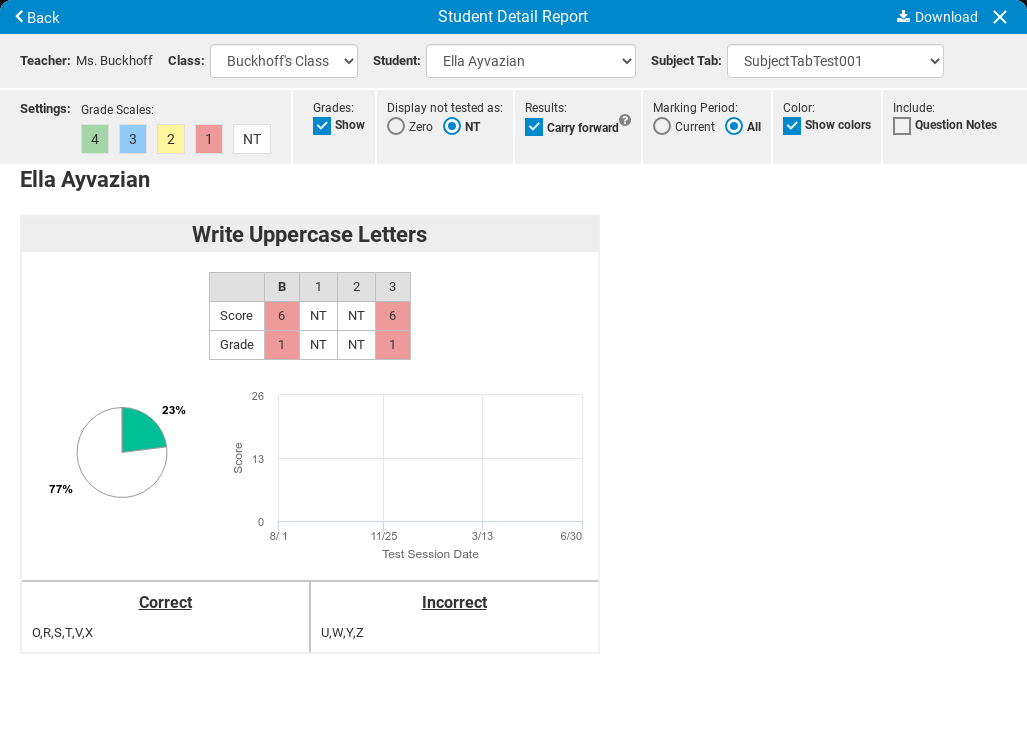 Back
Student Detail Report
Download
Teacher: Ms. Buckhoff
Class: Buckhoff's Class
Student: Ella Ayvazian
Subject Tab: SubjectTabTest001
Settings:
Grade Scales:
4 3 2 1 NT
Grades:
Show
Display not tested as:
Zero NT
Results:
Carry forward ?
Marking Period:
Current All
Color:
Show colors
Include:
Question Notes
Ella Ayvazian
Write Uppercase Letters
B 1 2 3
Score 6 NT NT 6
Grade 1 NT NT 1
23%
77%
26
13
0
Score
8/ 1 11/25 3/13 6/30
Test Session Date
Correct
O,R,S,T,V,X
Incorrect
U,W,Y,Z